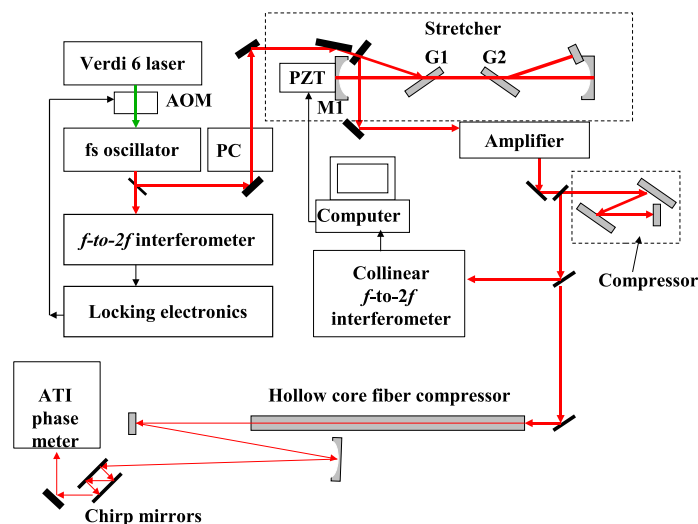 Stretcher
Verdi 6 laser
G1
G2
PZT
AOM
M1
fs oscillator
PC
Amplifier
Computer
f-to-2f interferometer
Collinear
f-to-2f
interferometer
Compressor
Locking electronics
Hollow core fiber compressor
ATI
phase
meter
Chirp mirrors